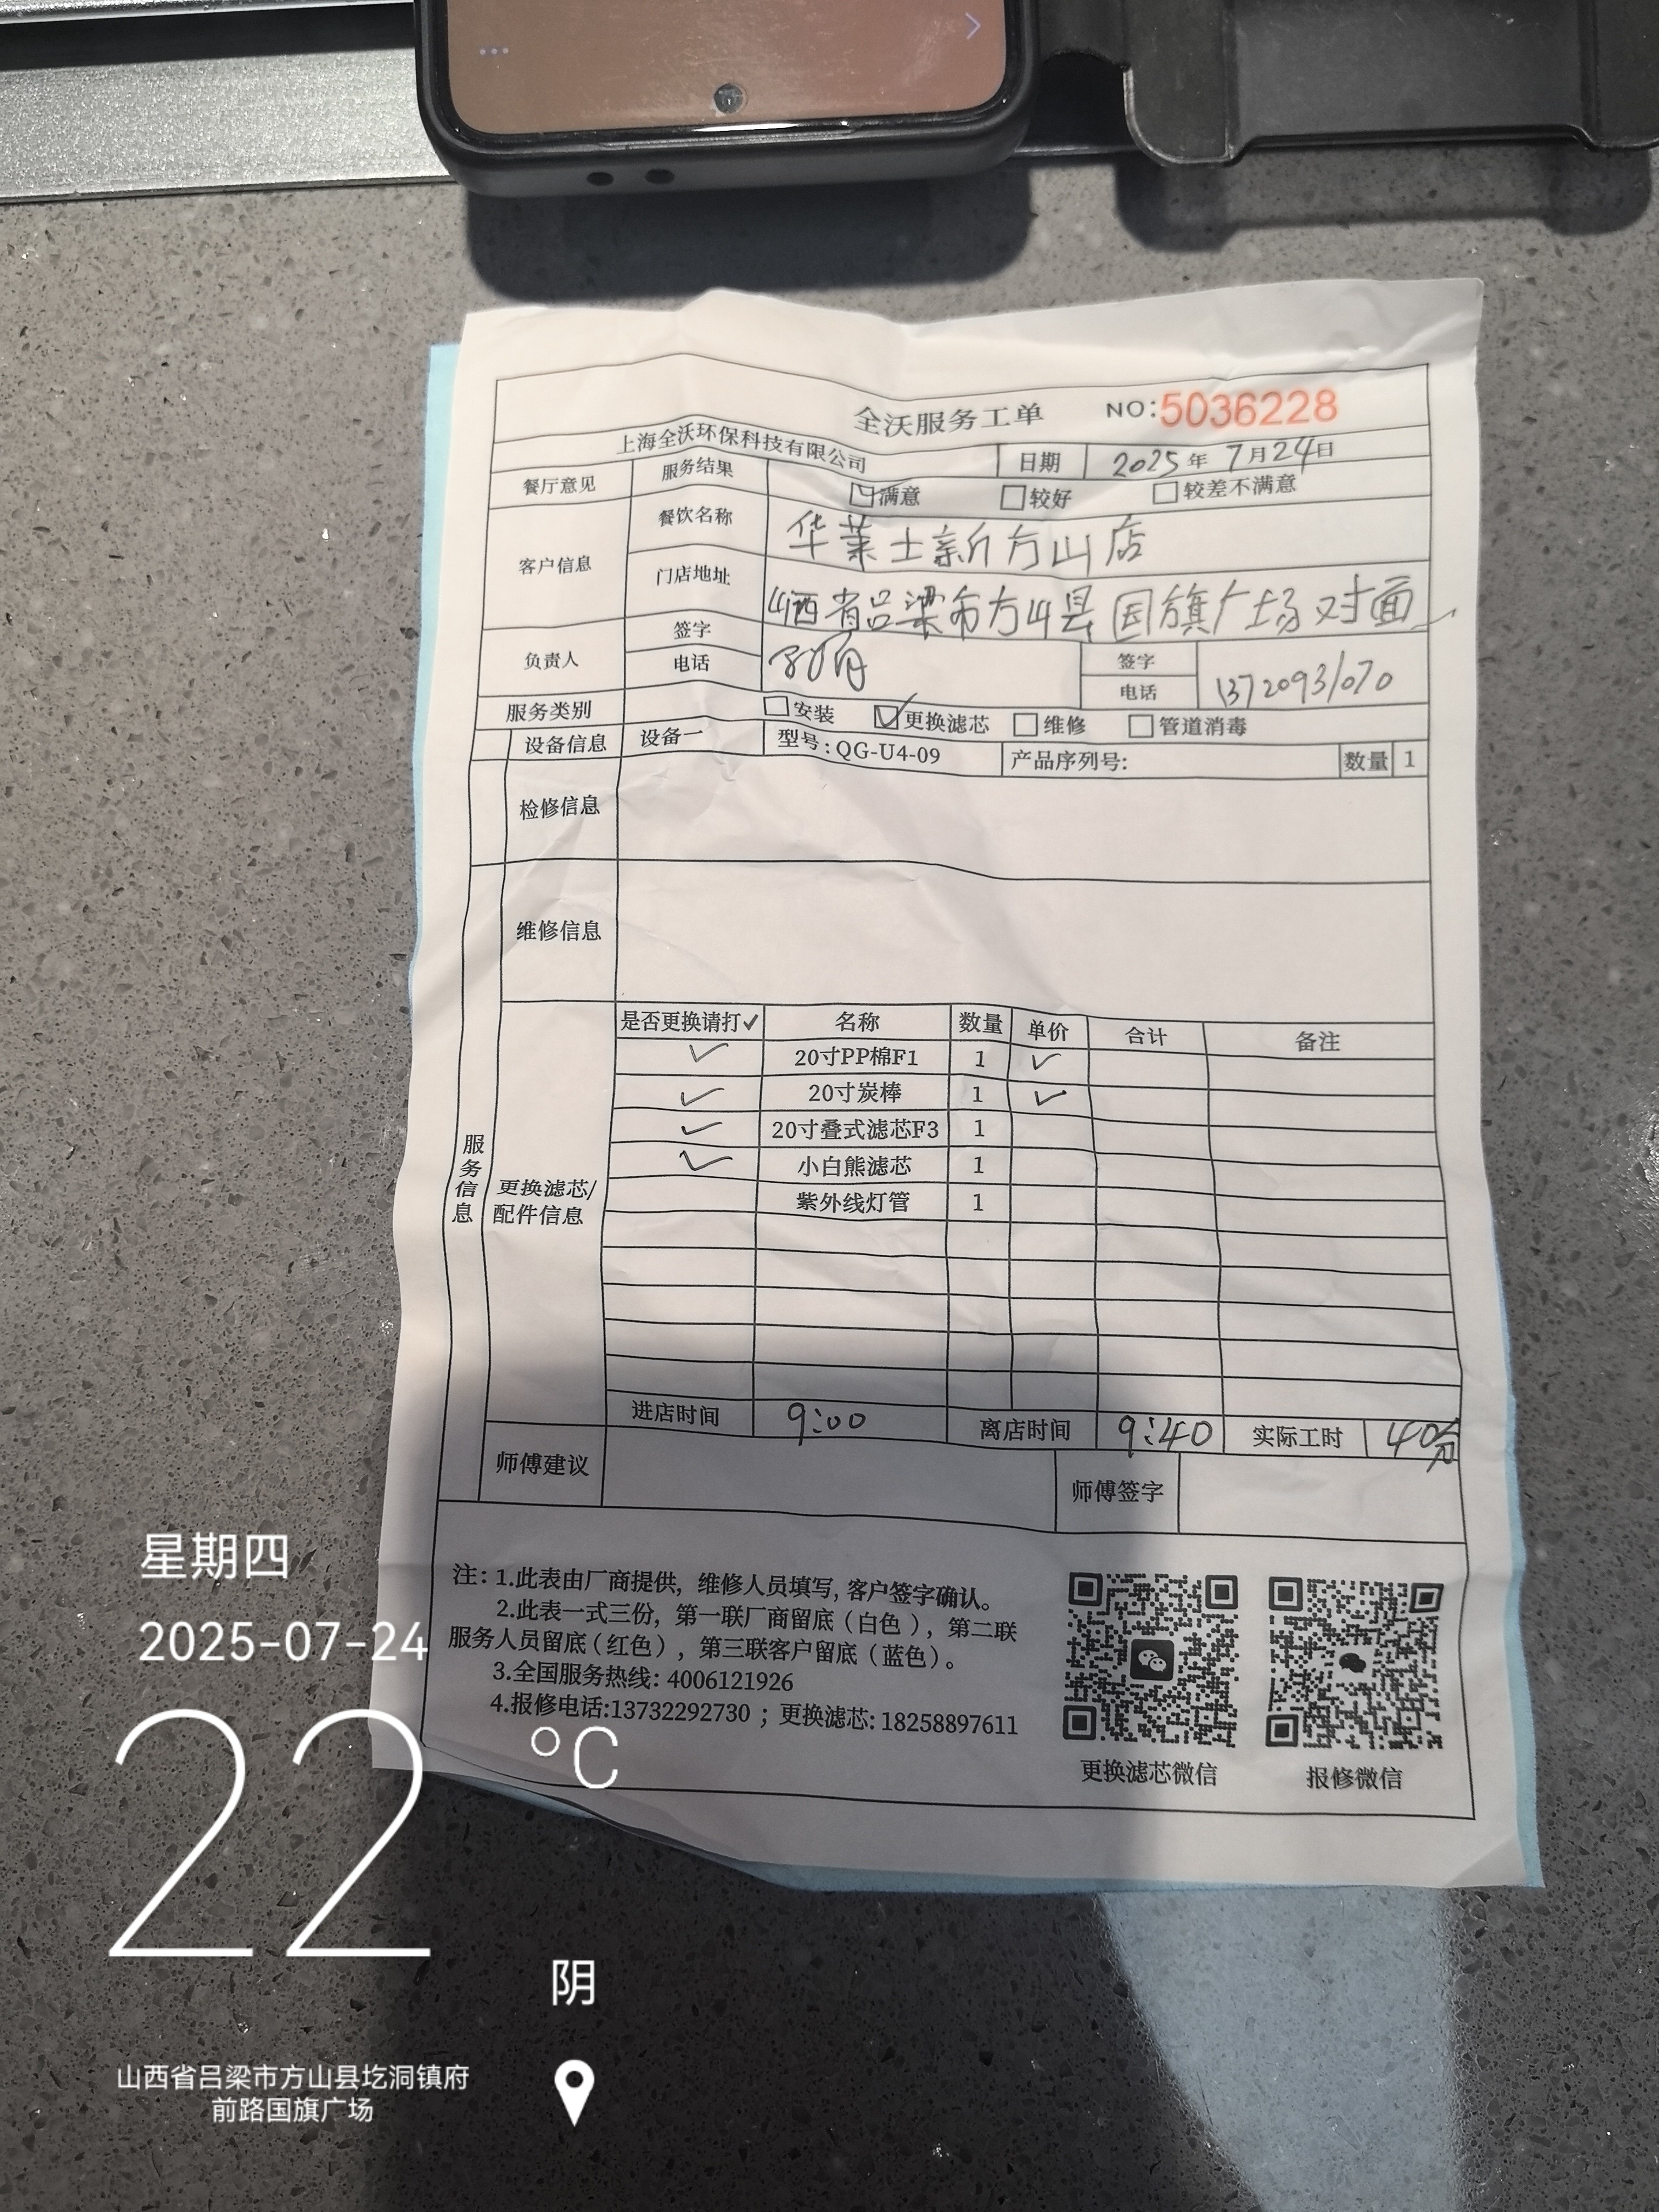 全沃服务工单 NO:5036228
上海全沃环保科技有限公司 日期 2025年 7月24日
餐厅意见 服务结果 满意 较好 较差不满意
客户信息 餐饮名称 华莱士新方山店
门店地址 山西省吕梁市方山县国旗广场对面
负责人 签字 签字
电话 电话 13720931070
服务类别 安装 更换滤芯 维修 管道消毒
设备信息 设备一 型号:QG-U4-09 产品序列号: 数量 1
检修信息
维修信息
服务信息
更换滤芯/
配件信息
是否更换请打✓ 名称 数量 单价 合计 备注
✓ 20寸PP棉F1 1 ✓
✓ 20寸炭棒 1 ✓
✓ 20寸叠式滤芯F3 1
✓ 小白熊滤芯 1
紫外线灯管 1
进店时间 9:00 离店时间 9:40 实际工时 40分
师傅建议 师傅签字
注: 1.此表由厂商提供, 维修人员填写, 客户签字确认。
2.此表一式三份, 第一联厂商留底(白色), 第二联
服务人员留底(红色), 第三联客户留底(蓝色)。
3.全国服务热线: 4006121926
4.报修电话:13732292730 ; 更换滤芯: 18258897611
更换滤芯微信 报修微信
星期四
2025-07-24
22 °C
阴
山西省吕梁市方山县圪洞镇府
前路国旗广场